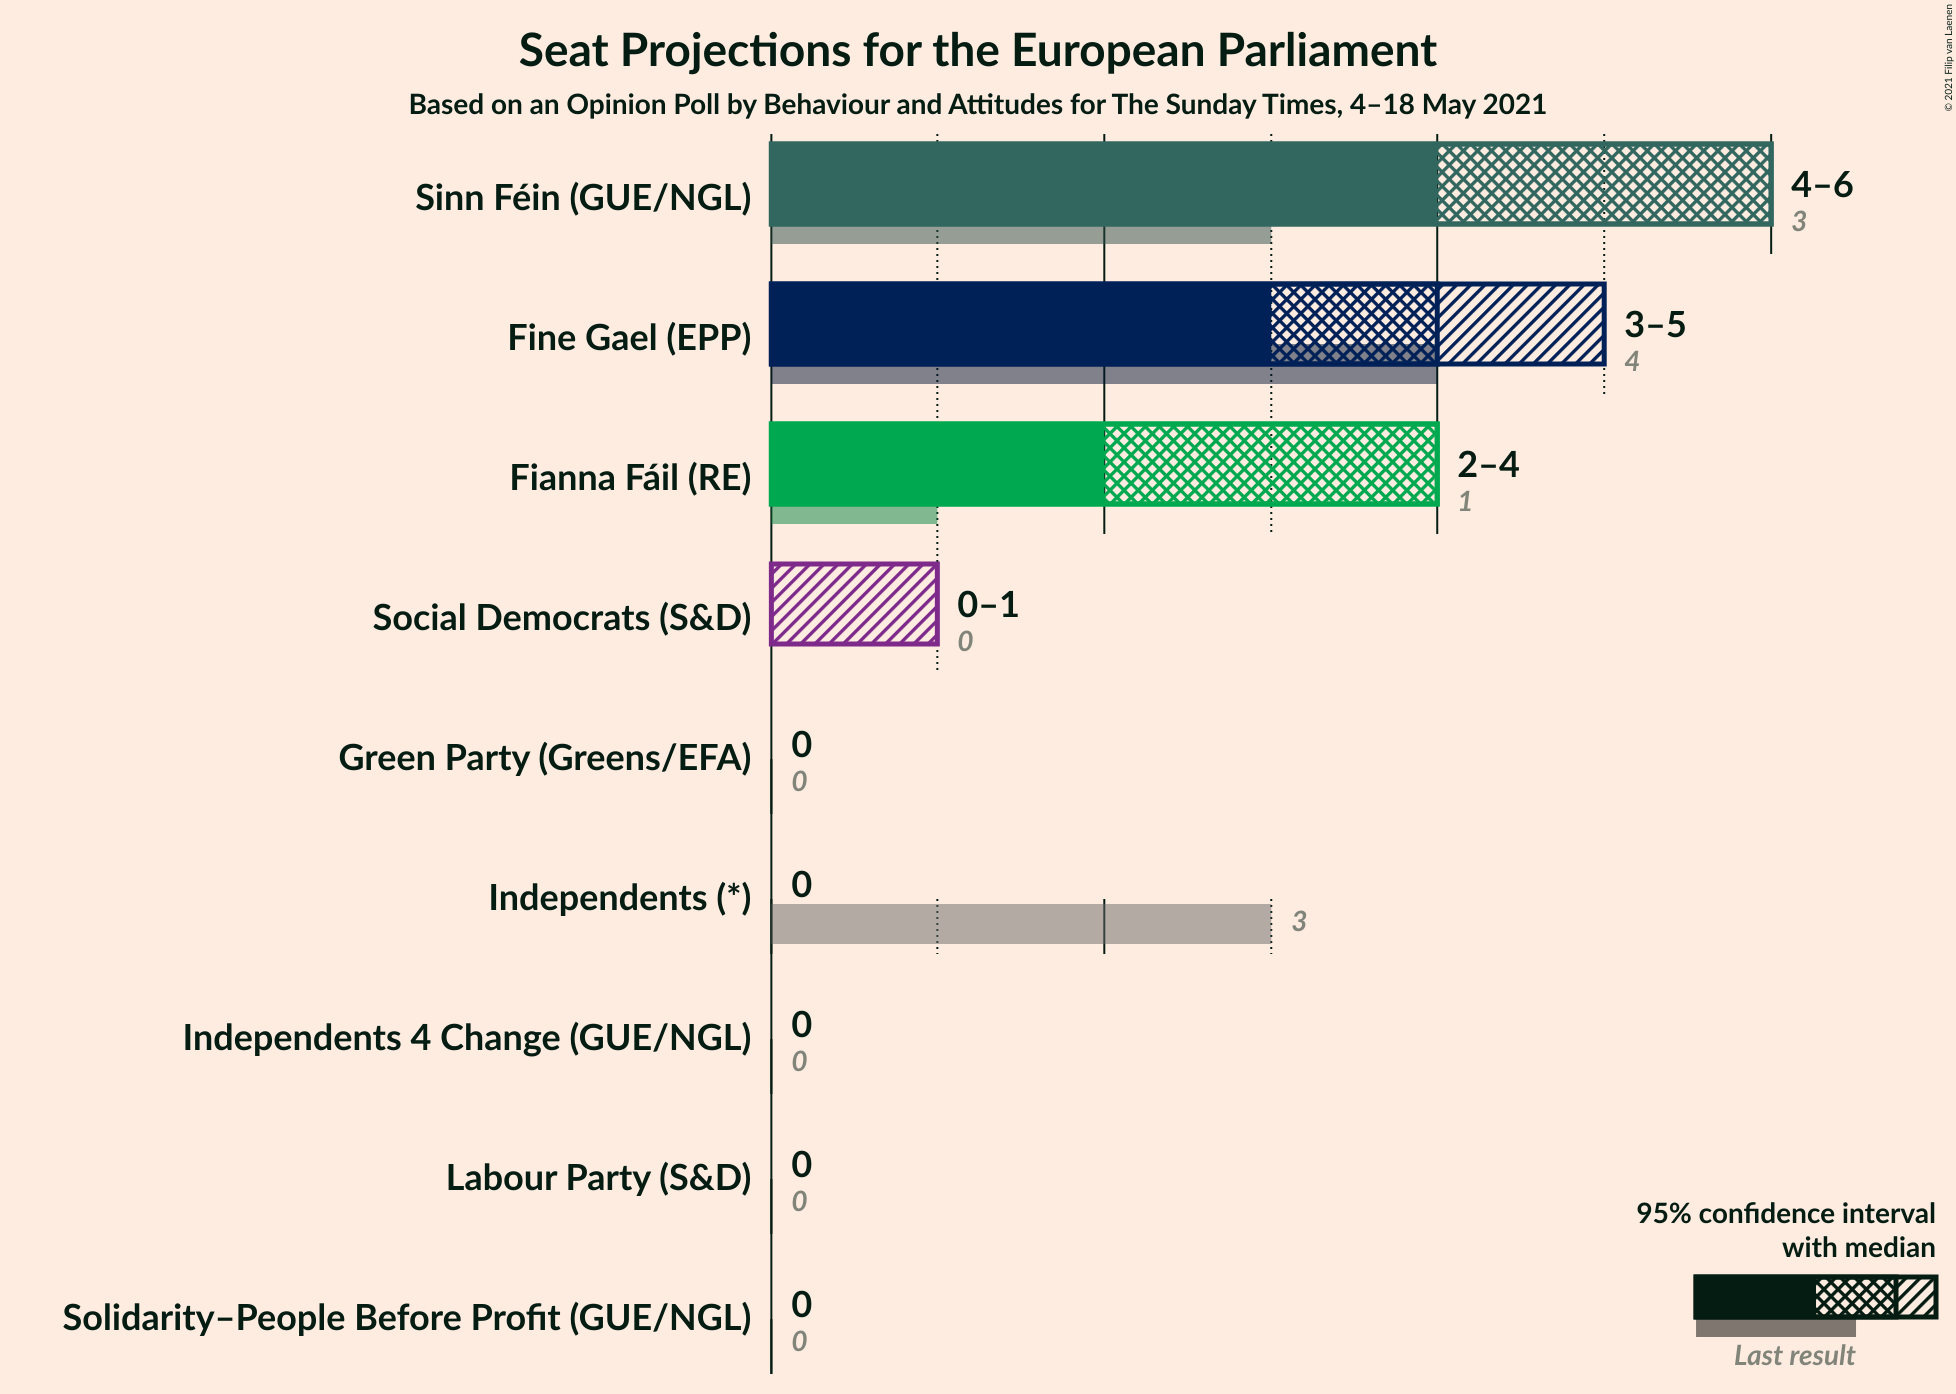 Seat Projections for the European Parliament
Based on an Opinion Poll by Behaviour and Attitudes for The Sunday Times, 4–18 May 2021
© 2021 Filip van Laenen
Sinn Féin (GUE/NGL)
4–6
3
Fine Gael (EPP)
3–5
4
Fianna Fáil (RE)
2–4
1
Social Democrats (S&D)
0–1
0
Green Party (Greens/EFA)
0
0
Independents (*)
0
3
Independents 4 Change (GUE/NGL)
0
0
Labour Party (S&D)
0
0
Solidarity–People Before Profit (GUE/NGL)
0
0
95% confidence interval
with median
Last result